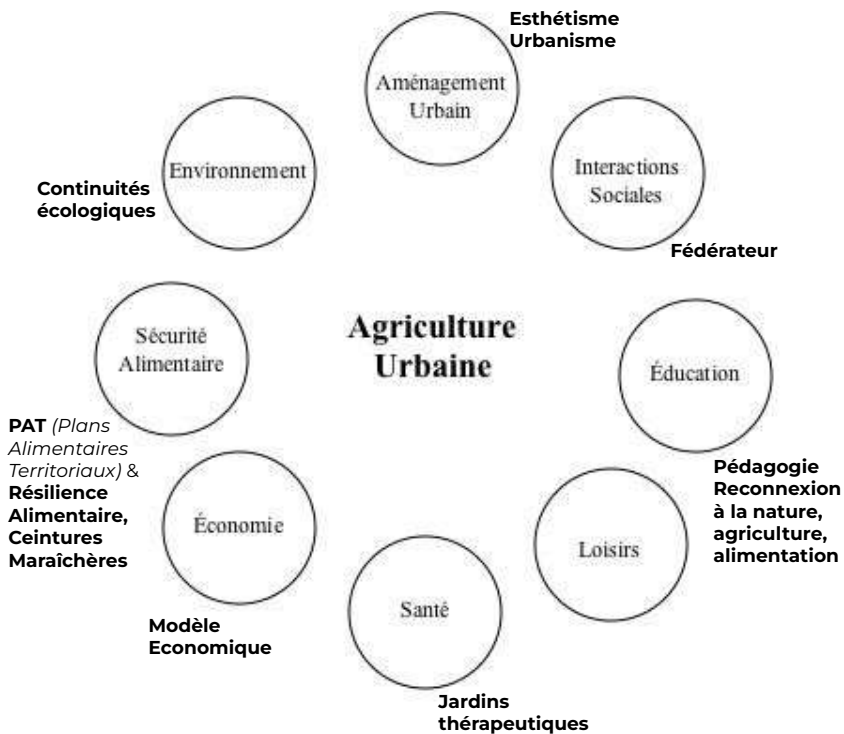 Esthétisme
Urbanisme
Aménagement
Urbain
Environnement
Continuités
écologiques
Interactions
Sociales
Fédérateur
Agriculture
Urbaine
Sécurité
Alimentaire
PAT (Plans
Alimentaires
Territoriaux) &
Résilience
Alimentaire,
Ceintures
Maraîchères
Éducation
Pédagogie
Reconnexion
à la nature,
agriculture,
alimentation
Économie
Modèle
Economique
Loisirs
Santé
Jardins
thérapeutiques